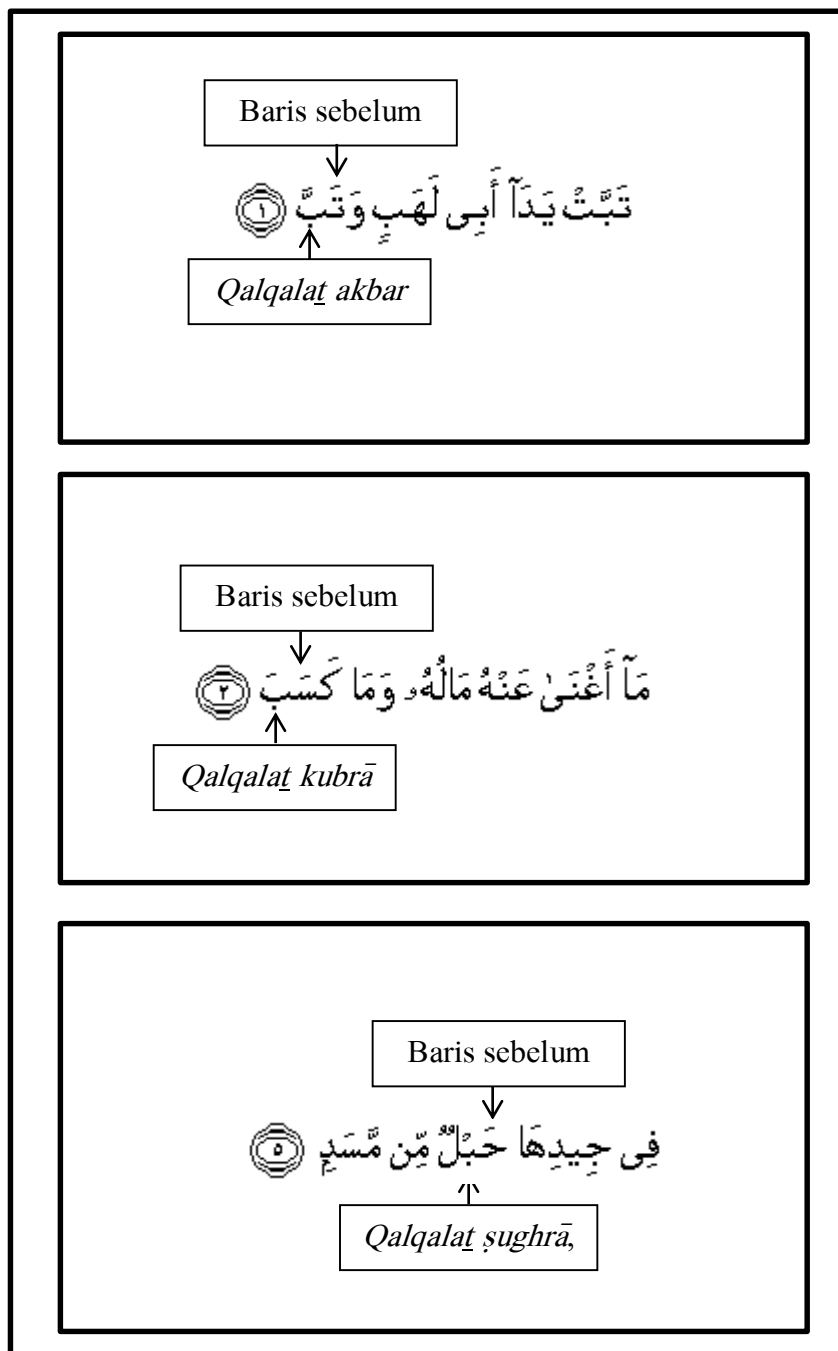 Baris sebelum
تَبَّتْ يَدَآ أَبِى لَهَبٍ وَتَبَّ ١
Qalqalat akbar
Baris sebelum
مَآ أَغْنَىٰ عَنْهُ مَالُهُۥ وَمَا كَسَبَ ٢
Qalqalat kubrā
Baris sebelum
فِى جِيدِهَا حَبْلٌ مِّن مَّسَدٍ ٥
Qalqalat ṣughrā,